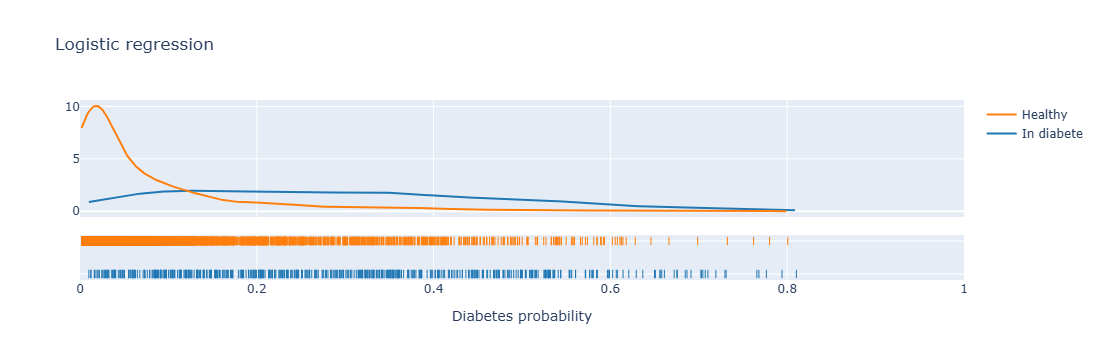 Logistic regression
10
5
0
Healthy
In diabete
0 0.2 0.4 0.6 0.8 1
Diabetes probability